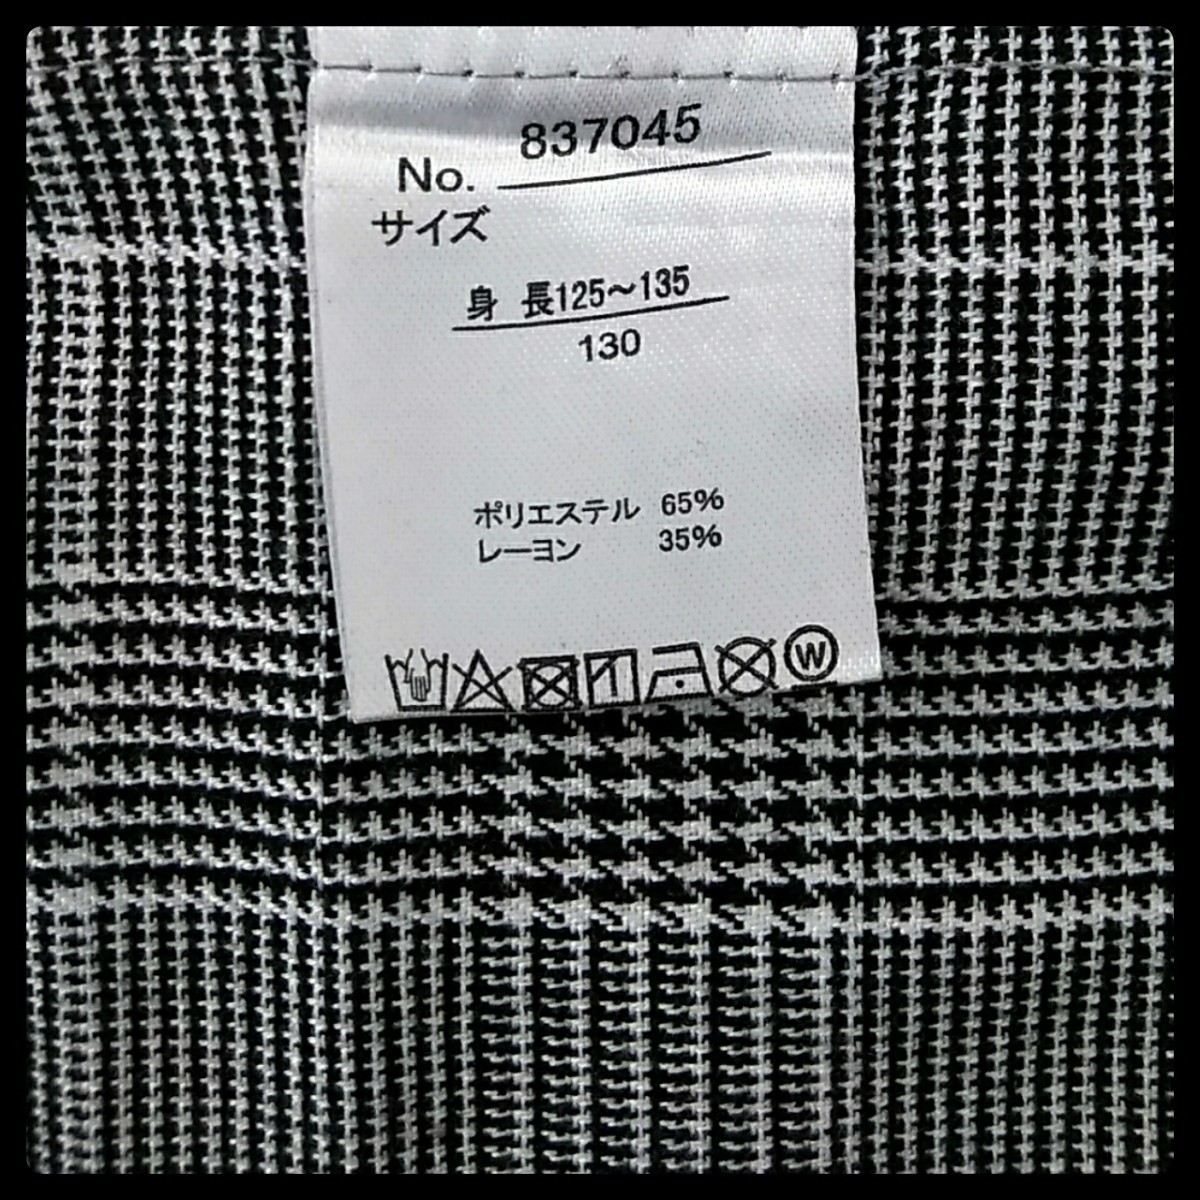 No. 837045
サイズ
身 長125~135
130
ポリエステル 65%
レーヨン 35%
W